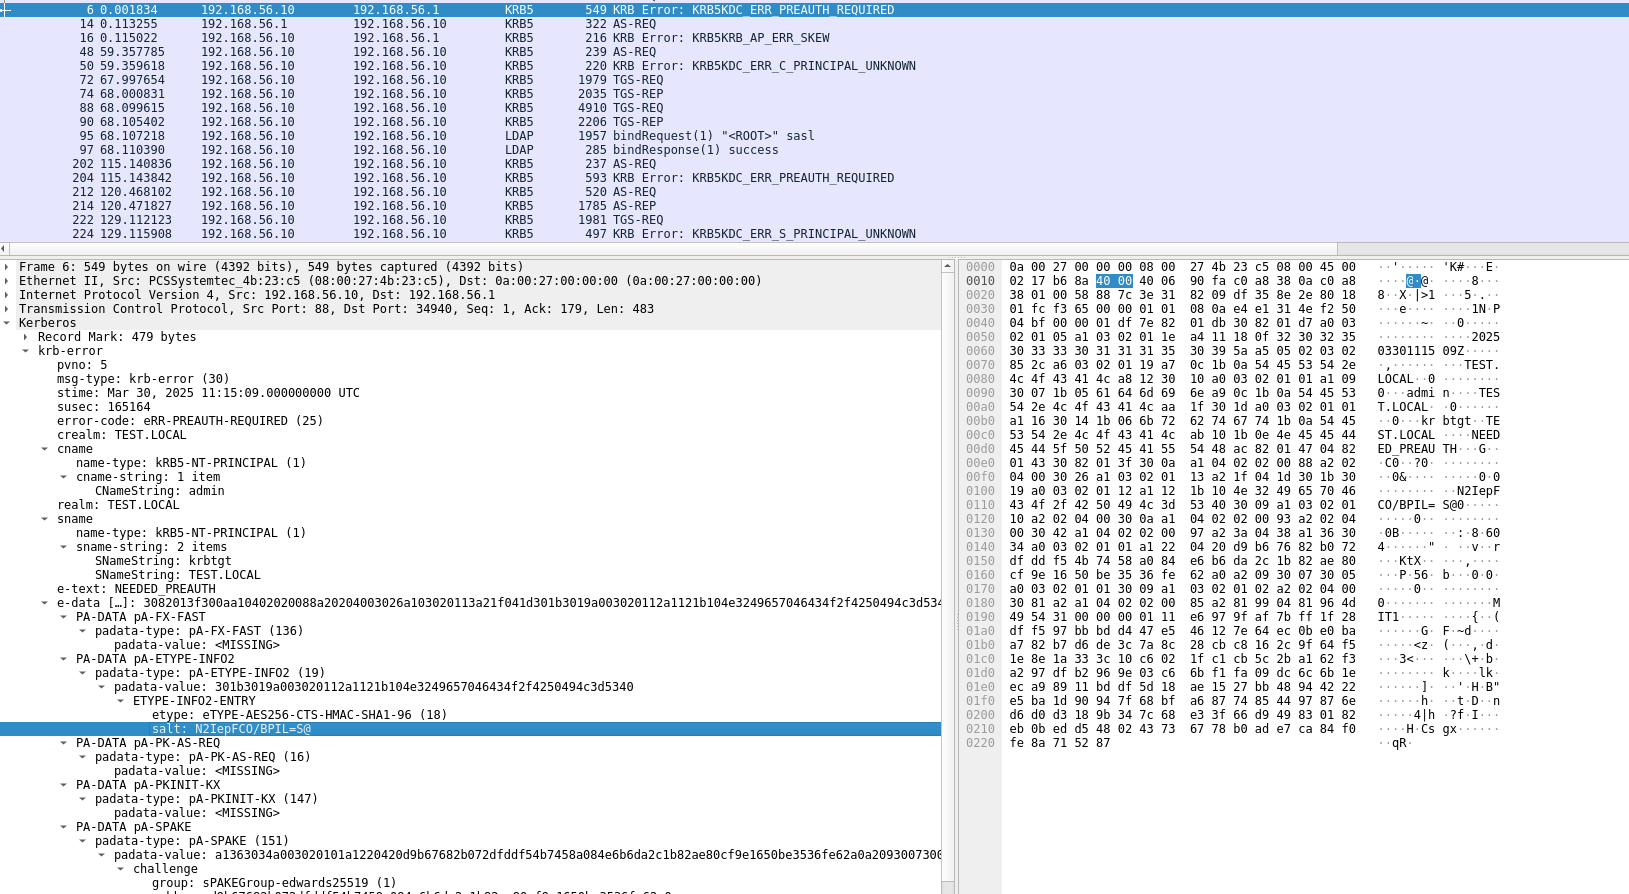 6 0.001834 192.168.56.10 192.168.56.1 KRB5 549 KRB Error: KRB5KDC_ERR_PREAUTH_REQUIRED
14 0.113255 192.168.56.1 192.168.56.10 KRB5 322 AS-REQ
16 0.115022 192.168.56.10 192.168.56.1 KRB5 216 KRB Error: KRB5KRB_AP_ERR_SKEW
48 59.357785 192.168.56.10 192.168.56.10 KRB5 239 AS-REQ
50 59.359618 192.168.56.10 192.168.56.10 KRB5 220 KRB Error: KRB5KDC_ERR_C_PRINCIPAL_UNKNOWN
72 67.997654 192.168.56.10 192.168.56.10 KRB5 1979 TGS-REQ
74 68.000831 192.168.56.10 192.168.56.10 KRB5 2035 TGS-REP
88 68.099615 192.168.56.10 192.168.56.10 KRB5 4910 TGS-REQ
90 68.105402 192.168.56.10 192.168.56.10 KRB5 2206 TGS-REP
95 68.107218 192.168.56.10 192.168.56.10 LDAP 1957 bindRequest(1) "<ROOT>" sasl
97 68.110390 192.168.56.10 192.168.56.10 LDAP 285 bindResponse(1) success
202 115.140836 192.168.56.10 192.168.56.10 KRB5 237 AS-REQ
204 115.143842 192.168.56.10 192.168.56.10 KRB5 593 KRB Error: KRB5KDC_ERR_PREAUTH_REQUIRED
212 120.468102 192.168.56.10 192.168.56.10 KRB5 520 AS-REQ
214 120.471827 192.168.56.10 192.168.56.10 KRB5 1785 AS-REP
222 129.112123 192.168.56.10 192.168.56.10 KRB5 1981 TGS-REQ
224 129.115908 192.168.56.10 192.168.56.10 KRB5 497 KRB Error: KRB5KDC_ERR_S_PRINCIPAL_UNKNOWN
Frame 6: 549 bytes on wire (4392 bits), 549 bytes captured (4392 bits)
Ethernet II, Src: PCSSystemtec_4b:23:c5 (08:00:27:4b:23:c5), Dst: 0a:00:27:00:00:00 (0a:00:27:00:00:00)
Internet Protocol Version 4, Src: 192.168.56.10, Dst: 192.168.56.1
Transmission Control Protocol, Src Port: 88, Dst Port: 34940, Seq: 1, Ack: 179, Len: 483
Kerberos
Record Mark: 479 bytes
krb-error
pvno: 5
msg-type: krb-error (30)
stime: Mar 30, 2025 11:15:09.000000000 UTC
susec: 165164
error-code: eRR-PREAUTH-REQUIRED (25)
crealm: TEST.LOCAL
cname
name-type: kRB5-NT-PRINCIPAL (1)
cname-string: 1 item
CNameString: admin
realm: TEST.LOCAL
sname
name-type: kRB5-NT-PRINCIPAL (1)
sname-string: 2 items
SNameString: krbtgt
SNameString: TEST.LOCAL
e-text: NEEDED_PREAUTH
e-data […]: 3082013f300aa10402020088a20204003026a103020113a21f041d301b3019a003020112a1121b104e3249657046434f2f4250494c3d534
PA-DATA pA-FX-FAST
padata-type: pA-FX-FAST (136)
padata-value: <MISSING>
PA-DATA pA-ETYPE-INFO2
padata-type: pA-ETYPE-INFO2 (19)
padata-value: 301b3019a003020112a1121b104e3249657046434f2f4250494c3d5340
ETYPE-INFO2-ENTRY
etype: eTYPE-AES256-CTS-HMAC-SHA1-96 (18)
salt: N2IepFCO/BPIL=S@
PA-DATA pA-PK-AS-REQ
padata-type: pA-PK-AS-REQ (16)
padata-value: <MISSING>
PA-DATA pA-PKINIT-KX
padata-type: pA-PKINIT-KX (147)
padata-value: <MISSING>
PA-DATA pA-SPAKE
padata-type: pA-SPAKE (151)
padata-value: a1363034a003020101a1220420d9b67682b072dfddf54b7458a084e6b6da2c1b82ae80cf9e1650be3536fe62a0a2093007300
challenge
group: sPAKEGroup-edwards25519 (1)
0000 0a 00 27 00 00 00 08 00 27 4b 23 c5 08 00 45 00 ··'····· 'K#···E·
0010 02 17 b6 8a 40 00 40 06 90 fa c0 a8 38 0a c0 a8 ····@·@· ····8···
0020 38 01 00 58 88 7c 3e 31 82 09 df 35 8e 2e 80 18 8··X·|>1 ···5·.··
0030 01 fc f3 65 00 00 01 01 08 0a e4 e1 31 4e f2 50 ···e···· ····1N·P
0040 04 bf 00 00 01 df 7e 82 01 db 30 82 01 d7 a0 03 ······~· ··0·····
0050 02 01 05 a1 03 02 01 1e a4 11 18 0f 32 30 32 35 ········ ····2025
0060 30 33 33 30 31 31 31 35 30 39 5a a5 05 02 03 02 03301115 09Z·····
0070 85 2c a6 03 02 01 19 a7 0c 1b 0a 54 45 53 54 2e ·,······ ···TEST.
0080 4c 4f 43 41 4c a8 12 30 10 a0 03 02 01 01 a1 09 LOCAL··0 ········
0090 30 07 1b 05 61 64 6d 69 6e a9 0c 1b 0a 54 45 53 0···admi n····TES
00a0 54 2e 4c 4f 43 41 4c aa 1f 30 1d a0 03 02 01 01 T.LOCAL· ·0······
00b0 a1 16 30 14 1b 06 6b 72 62 74 67 74 1b 0a 54 45 ··0···kr btgt··TE
00c0 53 54 2e 4c 4f 43 41 4c ab 10 1b 0e 4e 45 45 44 ST.LOCAL ····NEED
00d0 45 44 5f 50 52 45 41 55 54 48 ac 82 01 47 04 82 ED_PREAU TH···G··
00e0 01 43 30 82 01 3f 30 0a a1 04 02 02 00 88 a2 02 ·C0··?0· ········
00f0 04 00 30 26 a1 03 02 01 13 a2 1f 04 1d 30 1b 30 ··0&···· ·····0·0
0100 19 a0 03 02 01 12 a1 12 1b 10 4e 32 49 65 70 46 ········ ··N2IepF
0110 43 4f 2f 42 50 49 4c 3d 53 40 30 09 a1 03 02 01 CO/BPIL= S@0·····
0120 10 a2 02 04 00 30 0a a1 04 02 02 00 93 a2 02 04 ·····0·· ········
0130 00 30 42 a1 04 02 02 00 97 a2 3a 04 38 a1 36 30 ·0B····· ··:·8·60
0140 34 a0 03 02 01 01 a1 22 04 20 d9 b6 76 82 b0 72 4······" · ··v··r
0150 df dd f5 4b 74 58 a0 84 e6 b6 da 2c 1b 82 ae 80 ···KtX·· ···,····
0160 cf 9e 16 50 be 35 36 fe 62 a0 a2 09 30 07 30 05 ···P·56· b···0·0·
0170 a0 03 02 01 01 30 09 a1 03 02 01 02 a2 02 04 00 ·····0·· ········
0180 30 81 a2 a1 04 02 02 00 85 a2 81 99 04 81 96 4d 0······· ·······M
0190 49 54 31 00 00 00 01 11 e6 97 9f af 7b ff 1f 28 IT1····· ····{··(
01a0 df f5 97 bb bd d4 47 e5 46 12 7e 64 ec 0b e0 ba ······G· F·~d····
01b0 a7 82 b7 d6 de 3c 7a 8c 28 cb c8 16 2c 9f 64 f5 ·····<z· (···,·d·
01c0 1e 8e 1a 33 3c 10 c6 02 1f c1 cb 5c 2b a1 62 f3 ···3<··· ···\+·b·
01d0 a2 97 df b2 96 9e 03 c6 6b f1 fa 09 dc 6c 6b 1e ········ k····lk·
01e0 ec a9 89 11 bd df 5d 18 ae 15 27 bb 48 94 42 22 ······]· ··'·H·B"
01f0 e5 ba 1d 90 94 7f 68 bf a6 87 74 85 44 97 87 6e ······h· ··t·D··n
0200 d6 d0 d3 18 9b 34 7c 68 e3 3f 66 d9 49 83 01 82 ·····4|h ·?f·I···
0210 eb 0b ed d5 48 02 43 73 67 78 b0 ad e7 ca 84 f0 ····H·Cs gx······
0220 fe 8a 71 52 87 ··qR·